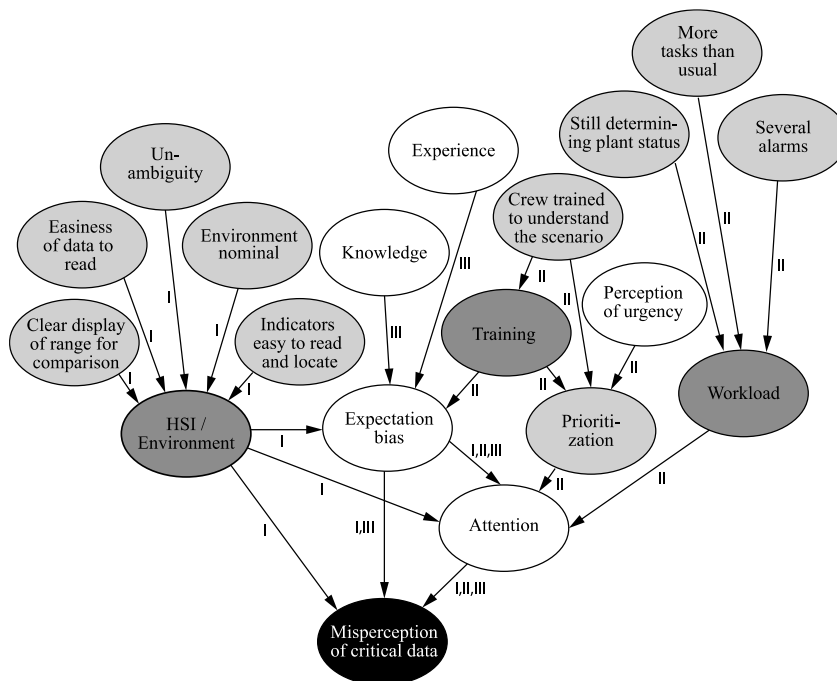 More
tasks than
usual
Still determin-
ing plant status
Several
alarms
Un-
ambiguity
Experience
Crew trained
to understand
the scenario
Easiness
of data to
read
Environment
nominal
Knowledge
Perception
of urgency
Clear display
of range for
comparison
Indicators
easy to read
and locate
Training
Workload
HSI /
Environment
Expectation
bias
Prioriti-
zation
Attention
Misperception
of critical data
I
I
I
I
I
III
III
II
II
II
II
II
II
II
II
I
I
I
I,II,III
II
II
I,III
I,II,III